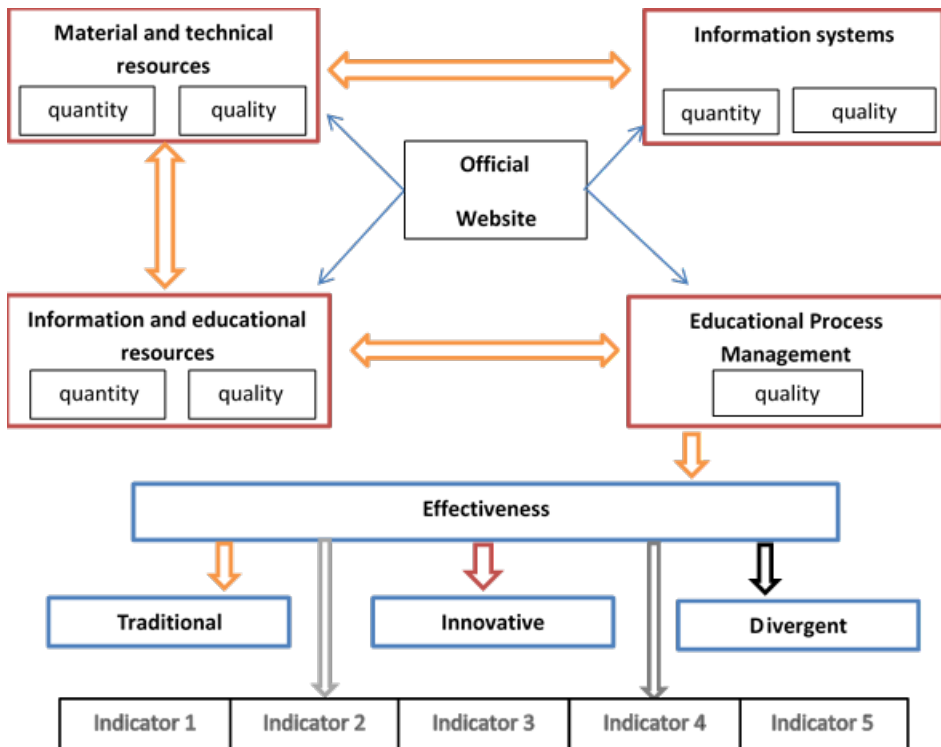 Material and technical
resources
quantity
quality
Information systems
quantity
quality
Official
Website
Information and educational
resources
quantity
quality
Educational Process
Management
quality
Effectiveness
Traditional
Innovative
Divergent
Indicator 1
Indicator 2
Indicator 3
Indicator 4
Indicator 5